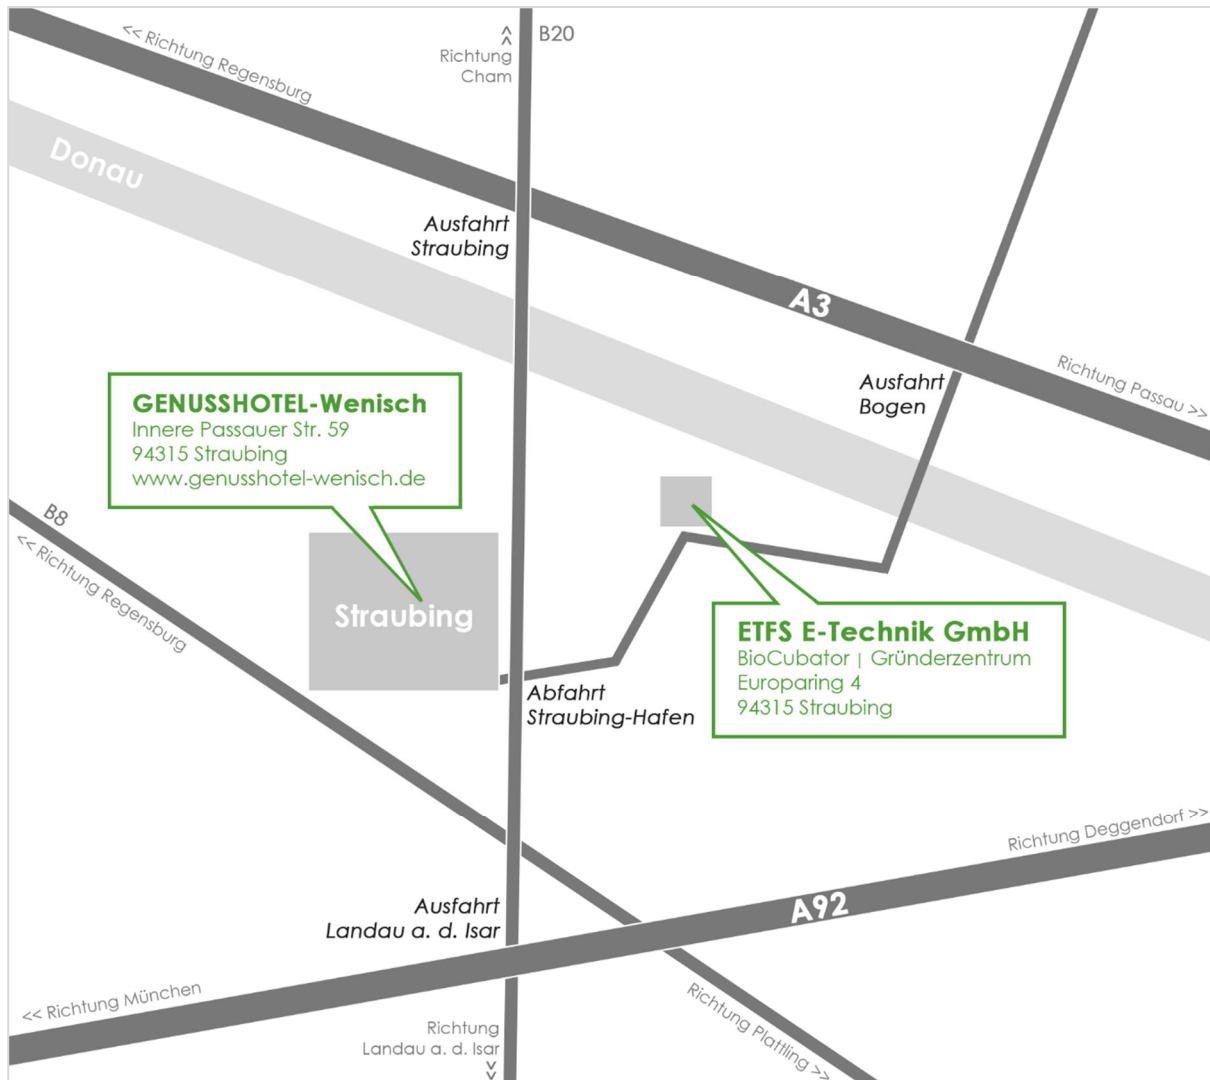 << Richtung Regensburg
Richtung
Cham
B20
Donau
Ausfahrt
Straubing
A3
Richtung Passau >>
Ausfahrt
Bogen
GENUSSHOTEL-Wenisch
Innere Passauer Str. 59
94315 Straubing
www.genusshotel-wenisch.de
B8
<< Richtung Regensburg
Straubing
ETFS E-Technik GmbH
BioCubator | Gründerzentrum
Europaring 4
94315 Straubing
Abfahrt
Straubing-Hafen
Richtung Deggendorf >>
A92
Ausfahrt
Landau a. d. Isar
<< Richtung München
Richtung
Landau a. d. Isar
Richtung Plattling >>